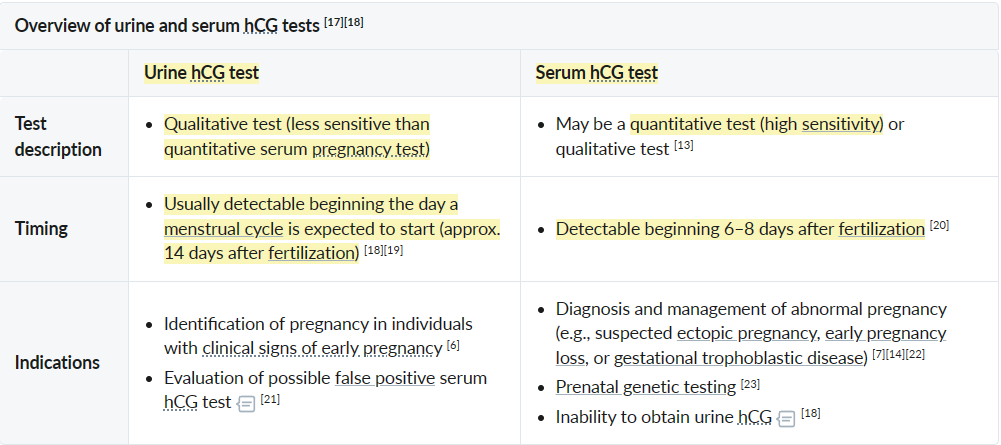 Overview of urine and serum hCG tests [17][18]
Urine hCG test
Serum hCG test
Test
description
• Qualitative test (less sensitive than
quantitative serum pregnancy test)
• May be a quantitative test (high sensitivity) or
qualitative test [13]
Timing
• Usually detectable beginning the day a
menstrual cycle is expected to start (approx.
14 days after fertilization) [18][19]
• Detectable beginning 6–8 days after fertilization [20]
Indications
• Identification of pregnancy in individuals
with clinical signs of early pregnancy [6]
• Evaluation of possible false positive serum
hCG test [21]
• Diagnosis and management of abnormal pregnancy
(e.g., suspected ectopic pregnancy, early pregnancy
loss, or gestational trophoblastic disease) [7][14][22]
• Prenatal genetic testing [23]
• Inability to obtain urine hCG [18]